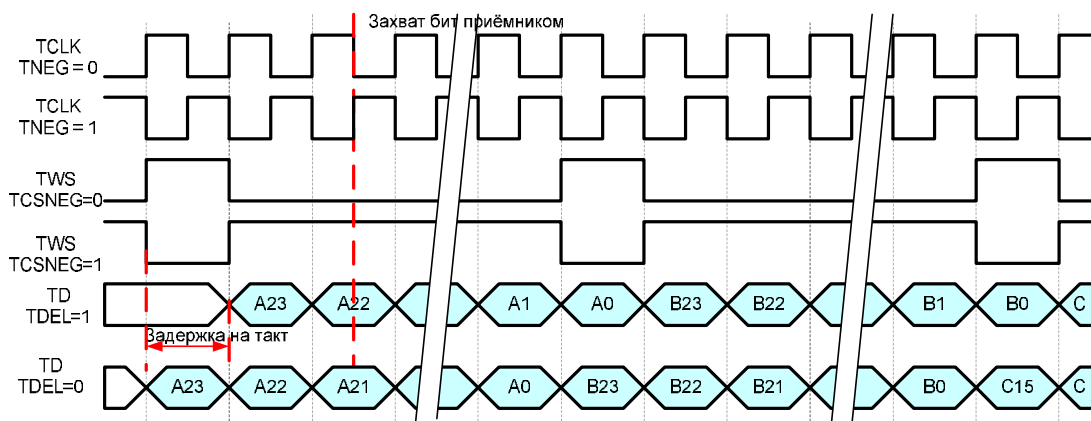 Захват бит приёмником
TCLK
TNEG = 0
TCLK
TNEG = 1
TWS
TCSNEG=0
TWS
TCSNEG=1
TD
TDEL=1
A23 A22 A1 A0 B23 B22 B1 B0 C
Задержка на такт
TD
TDEL=0
A23 A22 A21 A0 B23 B22 B21 B0 C15 C